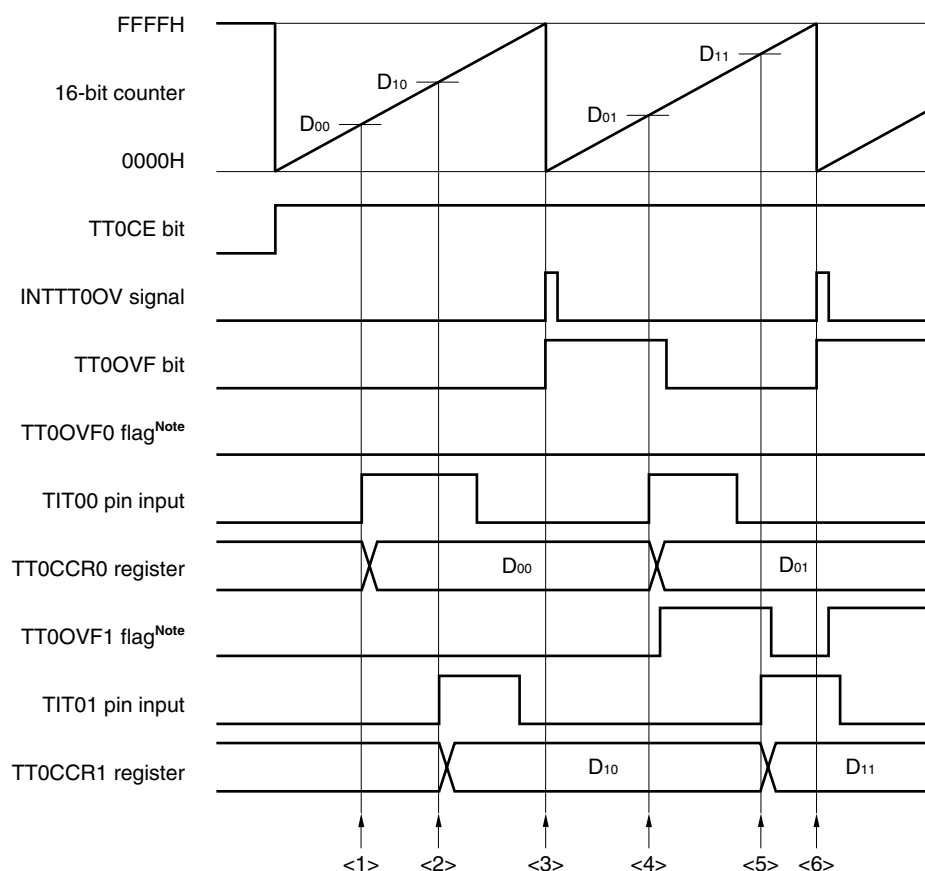 FFFFH
D10
D11
16-bit counter
D00
D01
0000H
TT0CE bit
INTTT0OV signal
TT0OVF bit
TT0OVF0 flagNote
TIT00 pin input
TT0CCR0 register
D00
D01
TT0OVF1 flagNote
TIT01 pin input
TT0CCR1 register
D10
D11
<1> <2> <3> <4> <5> <6>